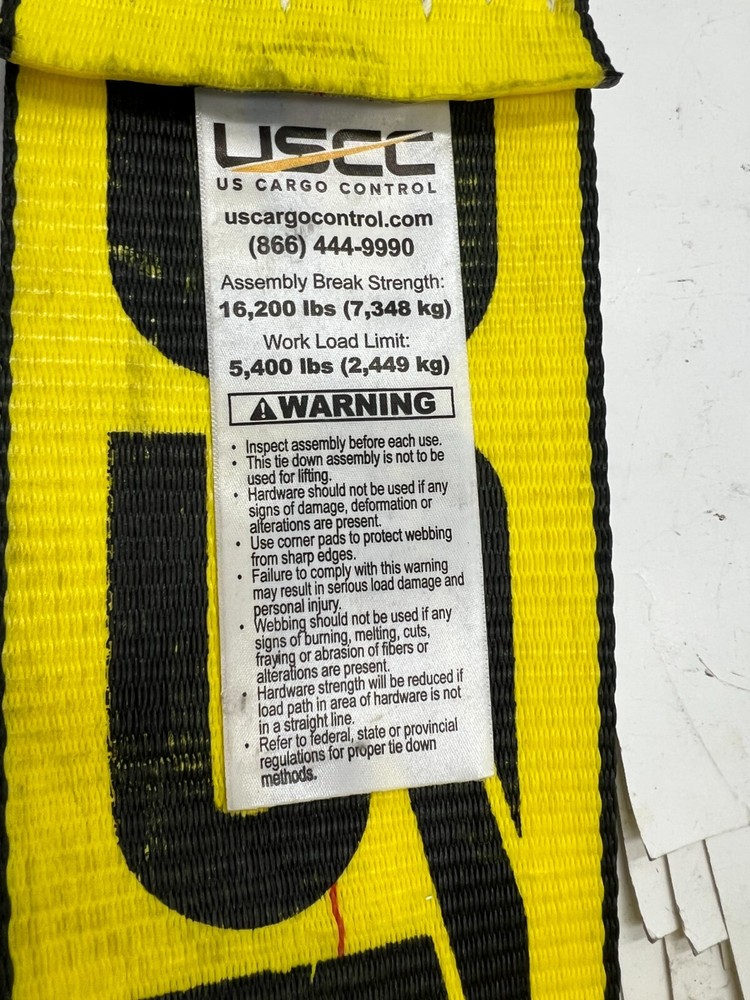 USCC
US CARGO CONTROL
uscargocontrol.com
(866) 444-9990
Assembly Break Strength:
16,200 lbs (7,348 kg)
Work Load Limit:
5,400 lbs (2,449 kg)
WARNING
• Inspect assembly before each use.
• This tie down assembly is not to be
used for lifting.
• Hardware should not be used if any
signs of damage, deformation or
alterations are present.
• Use corner pads to protect webbing
from sharp edges.
• Failure to comply with this warning
may result in serious load damage and
personal injury.
• Webbing should not be used if any
signs of burning, melting, cuts,
fraying or abrasion of fibers or
alterations are present.
• Hardware strength will be reduced if
load path in area of hardware is not
in a straight line.
• Refer to federal, state or provincial
regulations for proper tie down
methods.